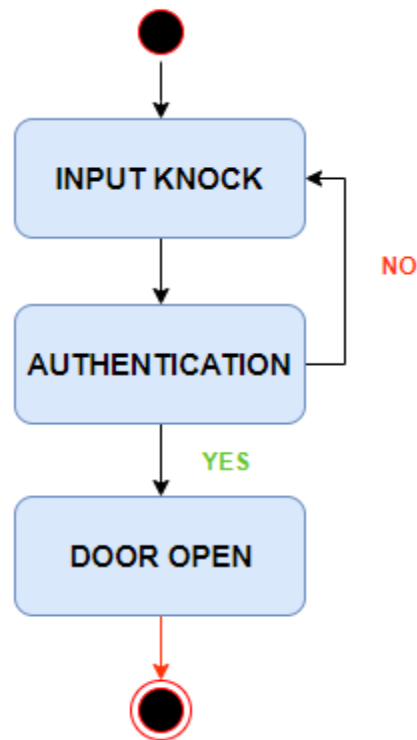 INPUT KNOCK
NO
AUTHENTICATION
YES
DOOR OPEN